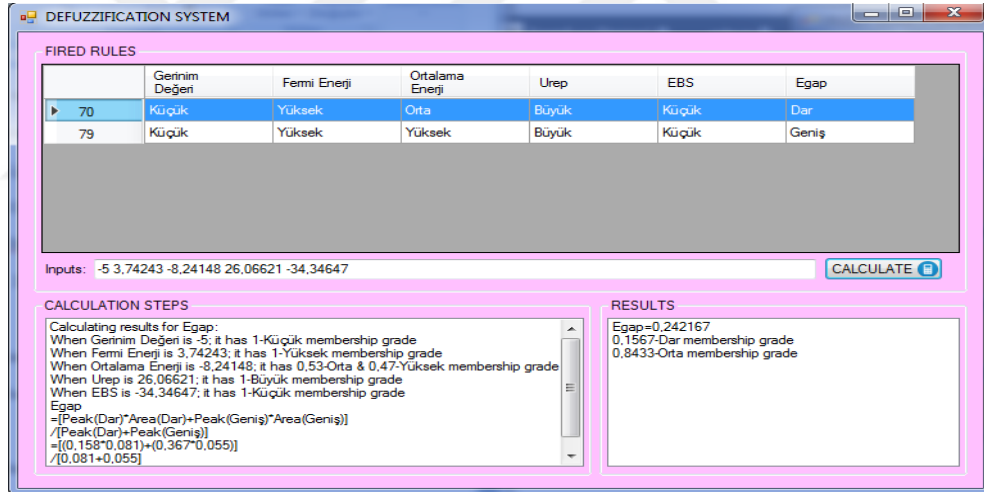 DEFUZZIFICATION SYSTEM
FIRED RULES
Gerinim Değeri Fermi Enerji Ortalama Enerji Urep EBS Egap
70 Küçük Yüksek Orta Büyük Küçük Dar
79 Küçük Yüksek Yüksek Büyük Küçük Geniş
Inputs: -5 3,74243 -8,24148 26,06621 -34,34647 CALCULATE
CALCULATION STEPS
Calculating results for Egap:
When Gerinim Değeri is -5; it has 1-Küçük membership grade
When Fermi Enerji is 3,74243; it has 1-Yüksek membership grade
When Ortalama Enerji is -8,24148; it has 0,53-Orta & 0,47-Yüksek membership grade
When Urep is 26,06621; it has 1-Büyük membership grade
When EBS is -34,34647; it has 1-Küçük membership grade
Egap
=[Peak(Dar)*Area(Dar)+Peak(Geniş)*Area(Geniş)]
/[Peak(Dar)+Peak(Geniş)]
=[(0,158*0,081)+(0,367*0,055)]
/[0,081+0,055]
RESULTS
Egap=0,242167
0,1567-Dar membership grade
0,8433-Orta membership grade